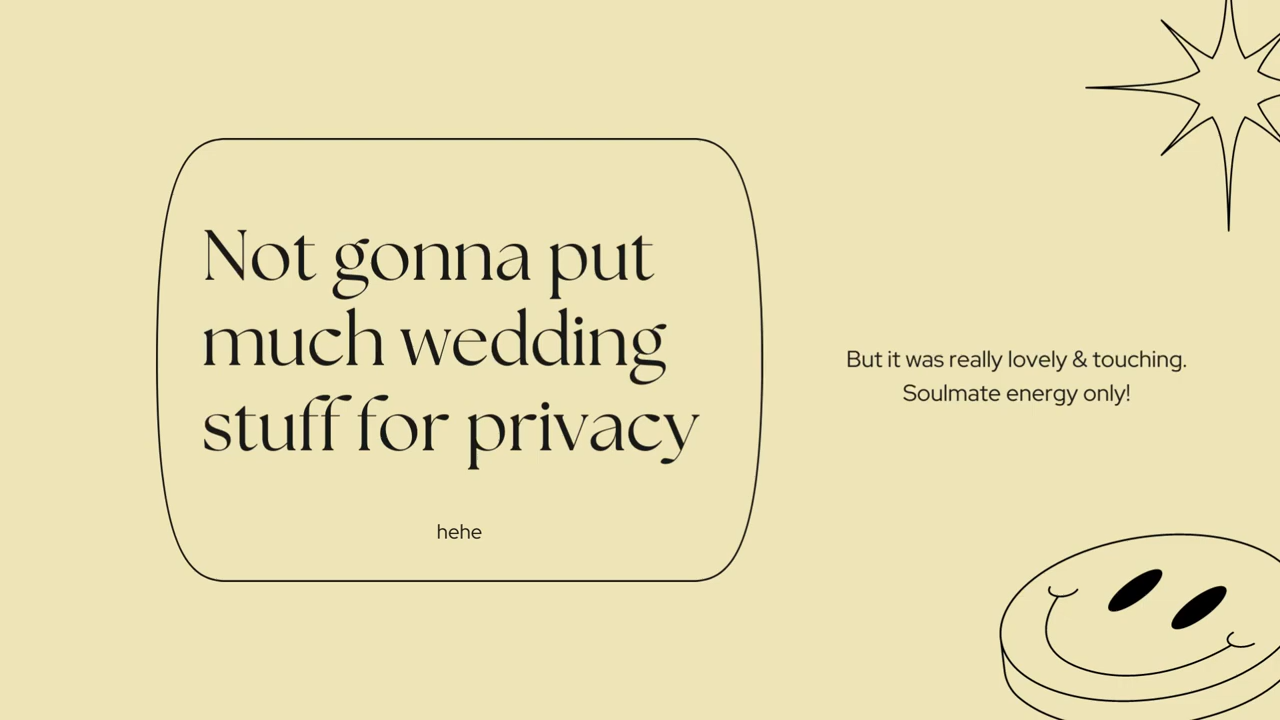 Not gonna put
much wedding
stuff for privacy
hehe
But it was really lovely & touching.
Soulmate energy only!